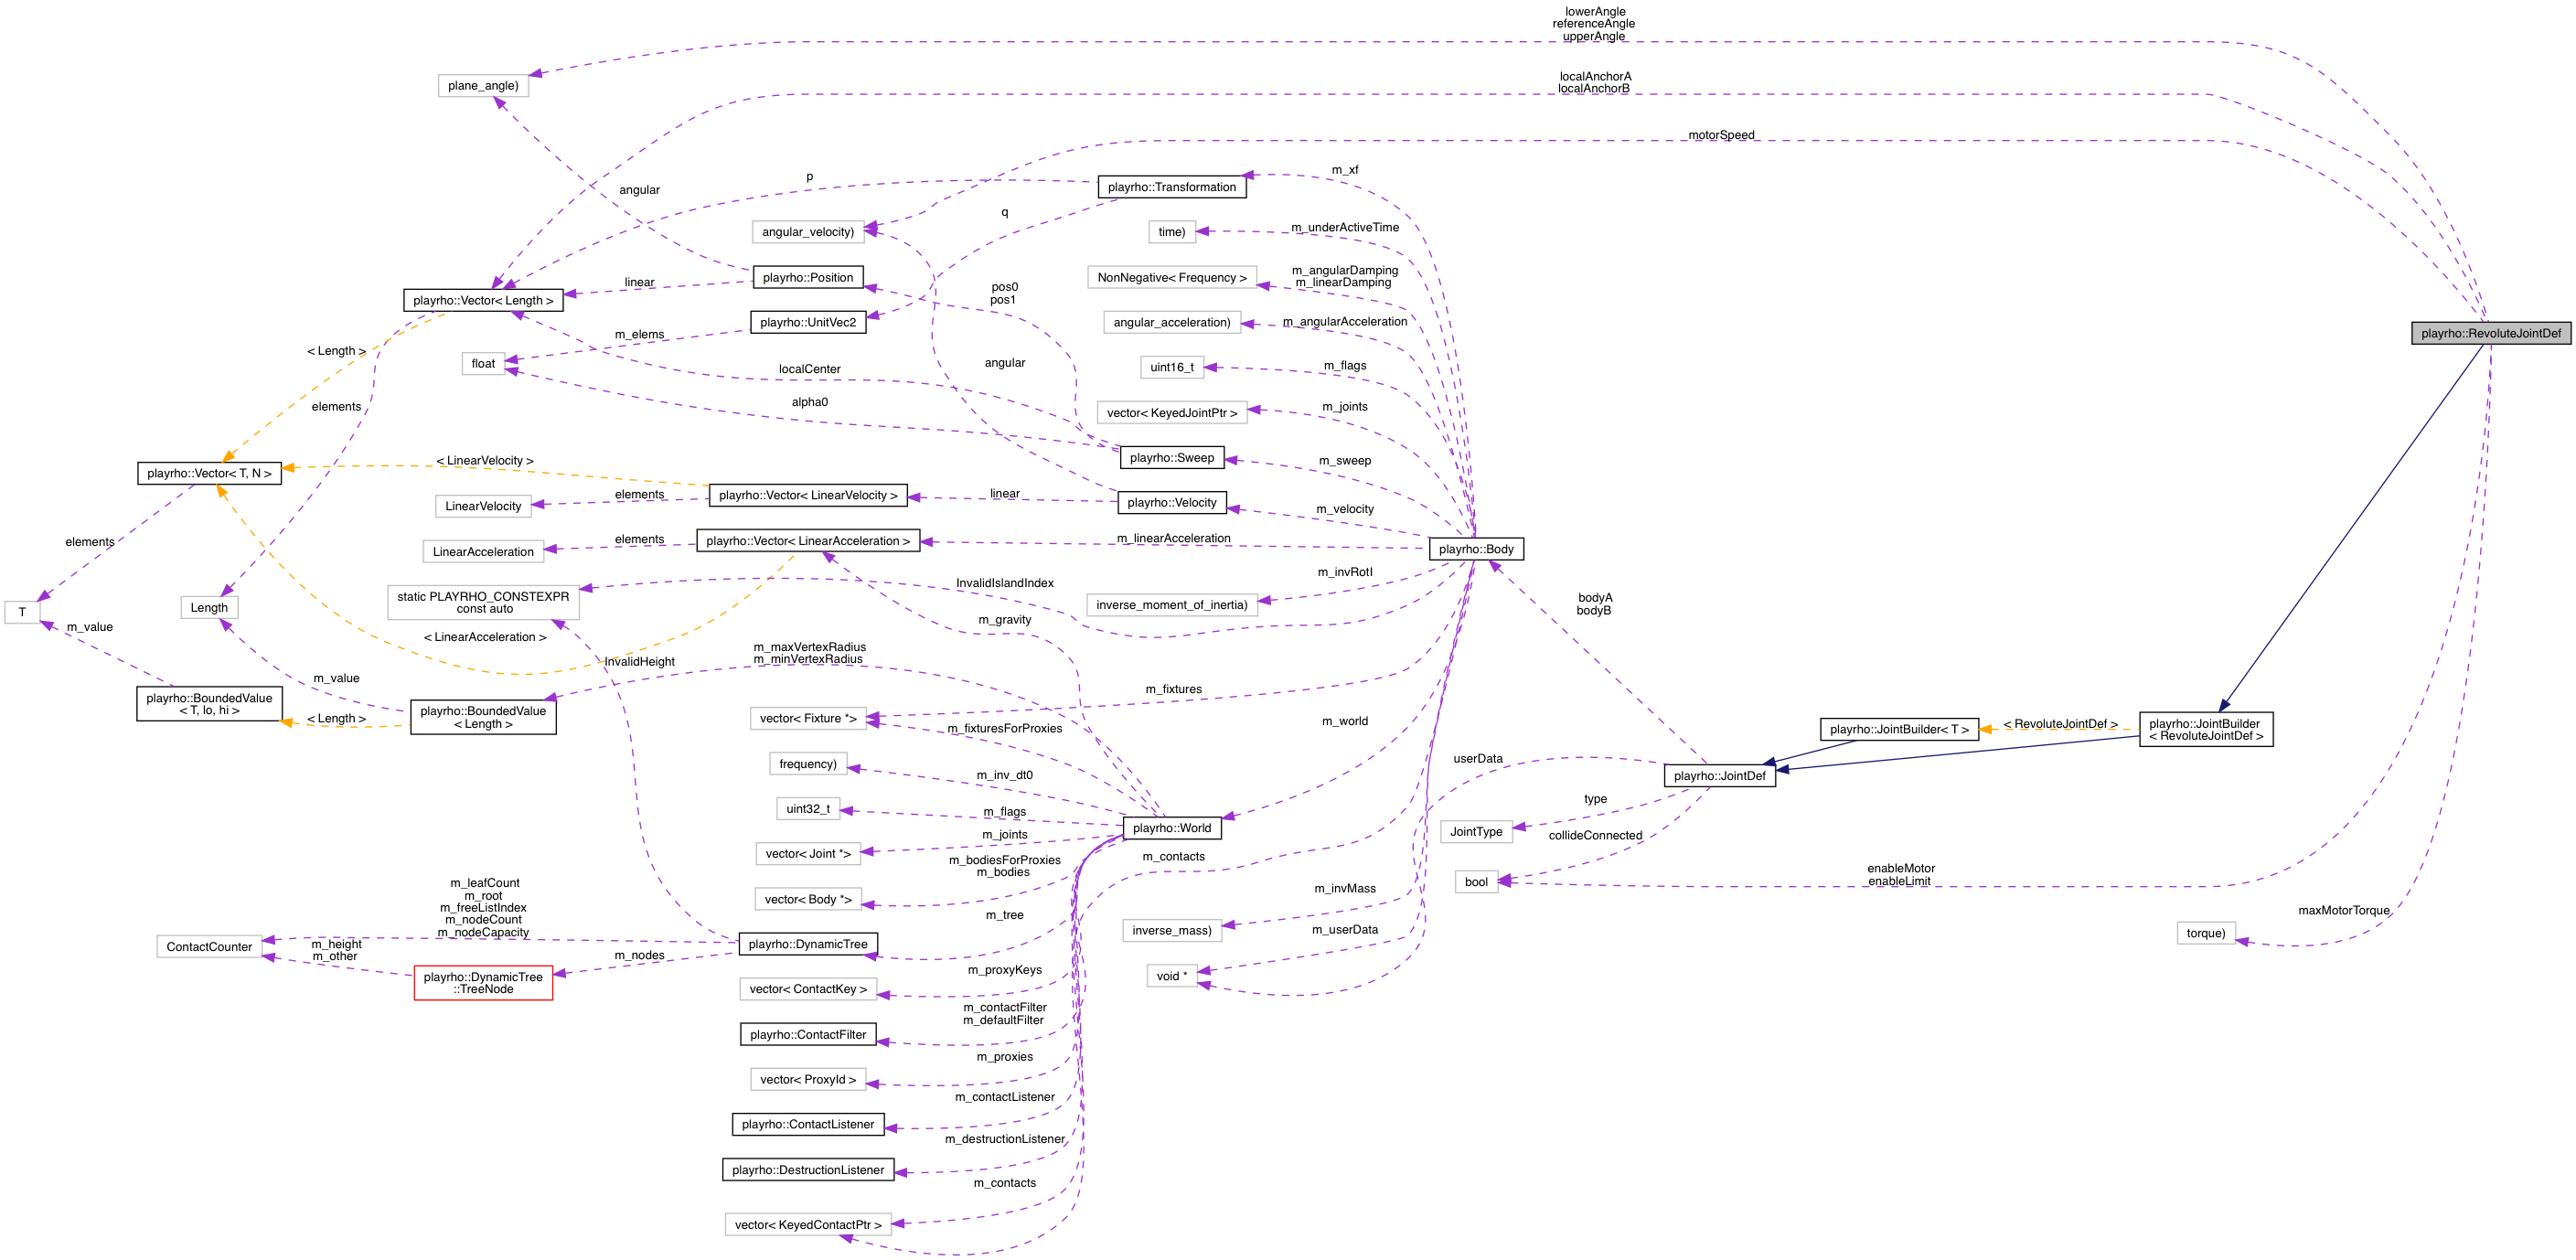 lowerAngle
referenceAngle
upperAngle
localAnchorA
localAnchorB
plane_angle)
motorSpeed
m_xf
p
playrho::Transformation
angular
q
angular_velocity)
time)
m_underActiveTime
playrho::Position
NonNegative< Frequency >
m_angularDamping
m_linearDamping
linear
pos0
pos1
playrho::Vector< Length >
playrho::UnitVec2
angular_acceleration)
m_angularAcceleration
m_elems
playrho::RevoluteJointDef
< Length >
float
angular
localCenter
uint16_t
m_flags
elements
alpha0
vector< KeyedJointPtr >
m_joints
playrho::Vector< T, N >
< LinearVelocity >
playrho::Sweep
m_sweep
LinearVelocity
elements
playrho::Vector< LinearVelocity >
linear
playrho::Velocity
m_velocity
elements
LinearAcceleration
elements
playrho::Vector< LinearAcceleration >
m_linearAcceleration
playrho::Body
T
Length
static PLAYRHO_CONSTEXPR
const auto
InvalidIslandIndex
m_invRotI
inverse_moment_of_inertia)
bodyA
bodyB
m_value
< LinearAcceleration >
m_gravity
InvalidHeight
m_maxVertexRadius
m_minVertexRadius
m_value
playrho::BoundedValue
< T, lo, hi >
< Length >
playrho::BoundedValue
< Length >
m_fixtures
vector< Fixture *>
m_fixturesForProxies
m_world
playrho::JointBuilder< T >
< RevoluteJointDef >
playrho::JointBuilder
< RevoluteJointDef >
userData
frequency)
m_inv_dt0
playrho::JointDef
uint32_t
m_flags
type
playrho::World
JointType
collideConnected
vector< Joint *>
m_joints
m_bodiesForProxies
m_bodies
m_contacts
bool
enableMotor
enableLimit
vector< Body *>
m_invMass
m_leafCount
m_root
m_freeListIndex
m_nodeCount
m_nodeCapacity
m_tree
maxMotorTorque
inverse_mass)
m_userData
torque)
ContactCounter
m_height
m_other
playrho::DynamicTree
m_nodes
playrho::DynamicTree
::TreeNode
m_proxyKeys
void *
vector< ContactKey >
m_contactFilter
m_defaultFilter
playrho::ContactFilter
m_proxies
vector< ProxyId >
m_contactListener
playrho::ContactListener
m_destructionListener
playrho::DestructionListener
m_contacts
vector< KeyedContactPtr >